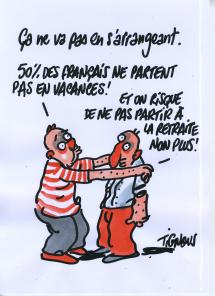 Ça ne va pas en s'arrangeant.
50% DES FRANÇAIS NE PARTENT
PAS EN VACANCES!
ET ON RISQUE
DE NE PAS PARTIR À
LA RETRAITE
NON PLUS!
TIGNOUS